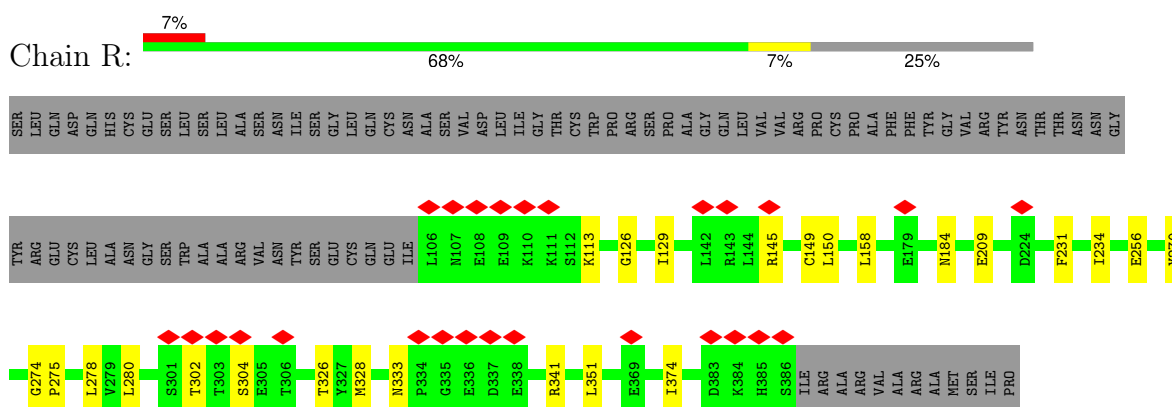 7%
Chain R:
68% 7% 25%
SER LEU GLN ASP GLN HIS CYS GLU SER LEU SER LEU ALA SER ASN ILE SER GLY LEU GLN CYS ASN ALA SER VAL ASP LEU ILE GLY THR CYS TRP PRO ARG SER PRO ALA GLY GLN LEU VAL VAL ARG PRO CYS PRO ALA PHE PHE TYR GLY VAL ARG TYR ASN THR THR ASN ASN GLY
TYR ARG GLU CYS LEU ALA ASN GLY SER TRP ALA ALA ARG VAL ASN TYR SER GLU CYS GLN GLU ILE L106 N107 E108 E109 K110 K111 S112 K113 G126 I129 L142 R143 L144 R145 C149 L150 L158 E179 N184 E209 D224 F231 I234 E256
G274 P275 L278 V279 L280 S301 T302 T303 S304 E305 T306 T326 Y327 M328 N333 P334 G335 E336 D337 E338 R341 L351 E369 I374 D383 K384 H385 S386 ILE ARG ALA ARG VAL ALA ARG ALA MET SER ILE PRO